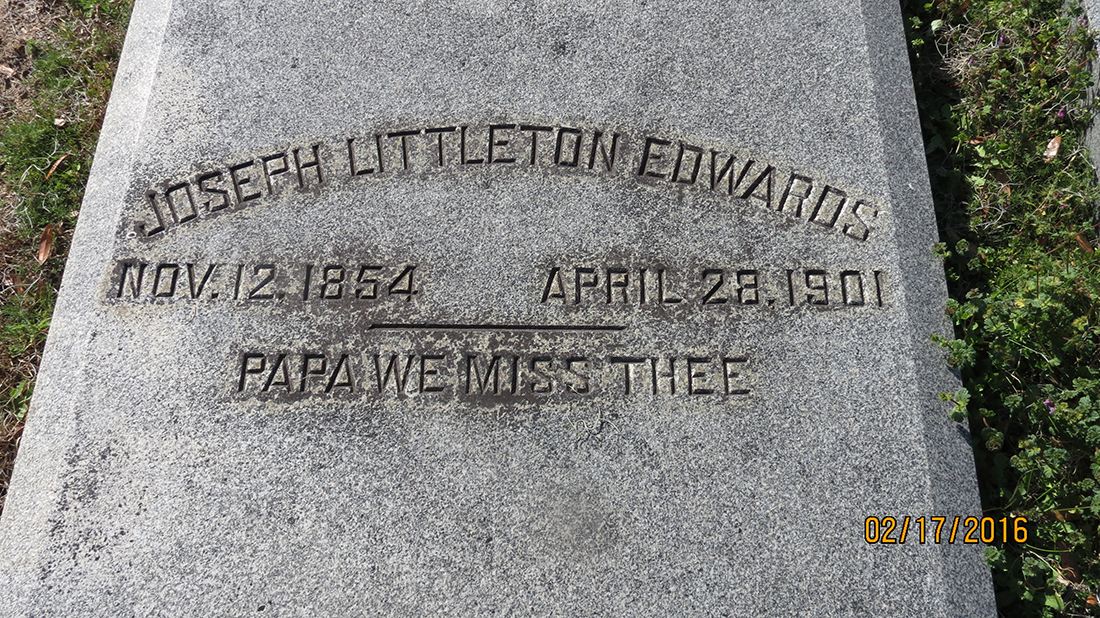 JOSEPH LITTLETON EDWARDS
NOV. 12, 1854 APRIL 28, 1901
PAPA WE MISS THEE
02/17/2016